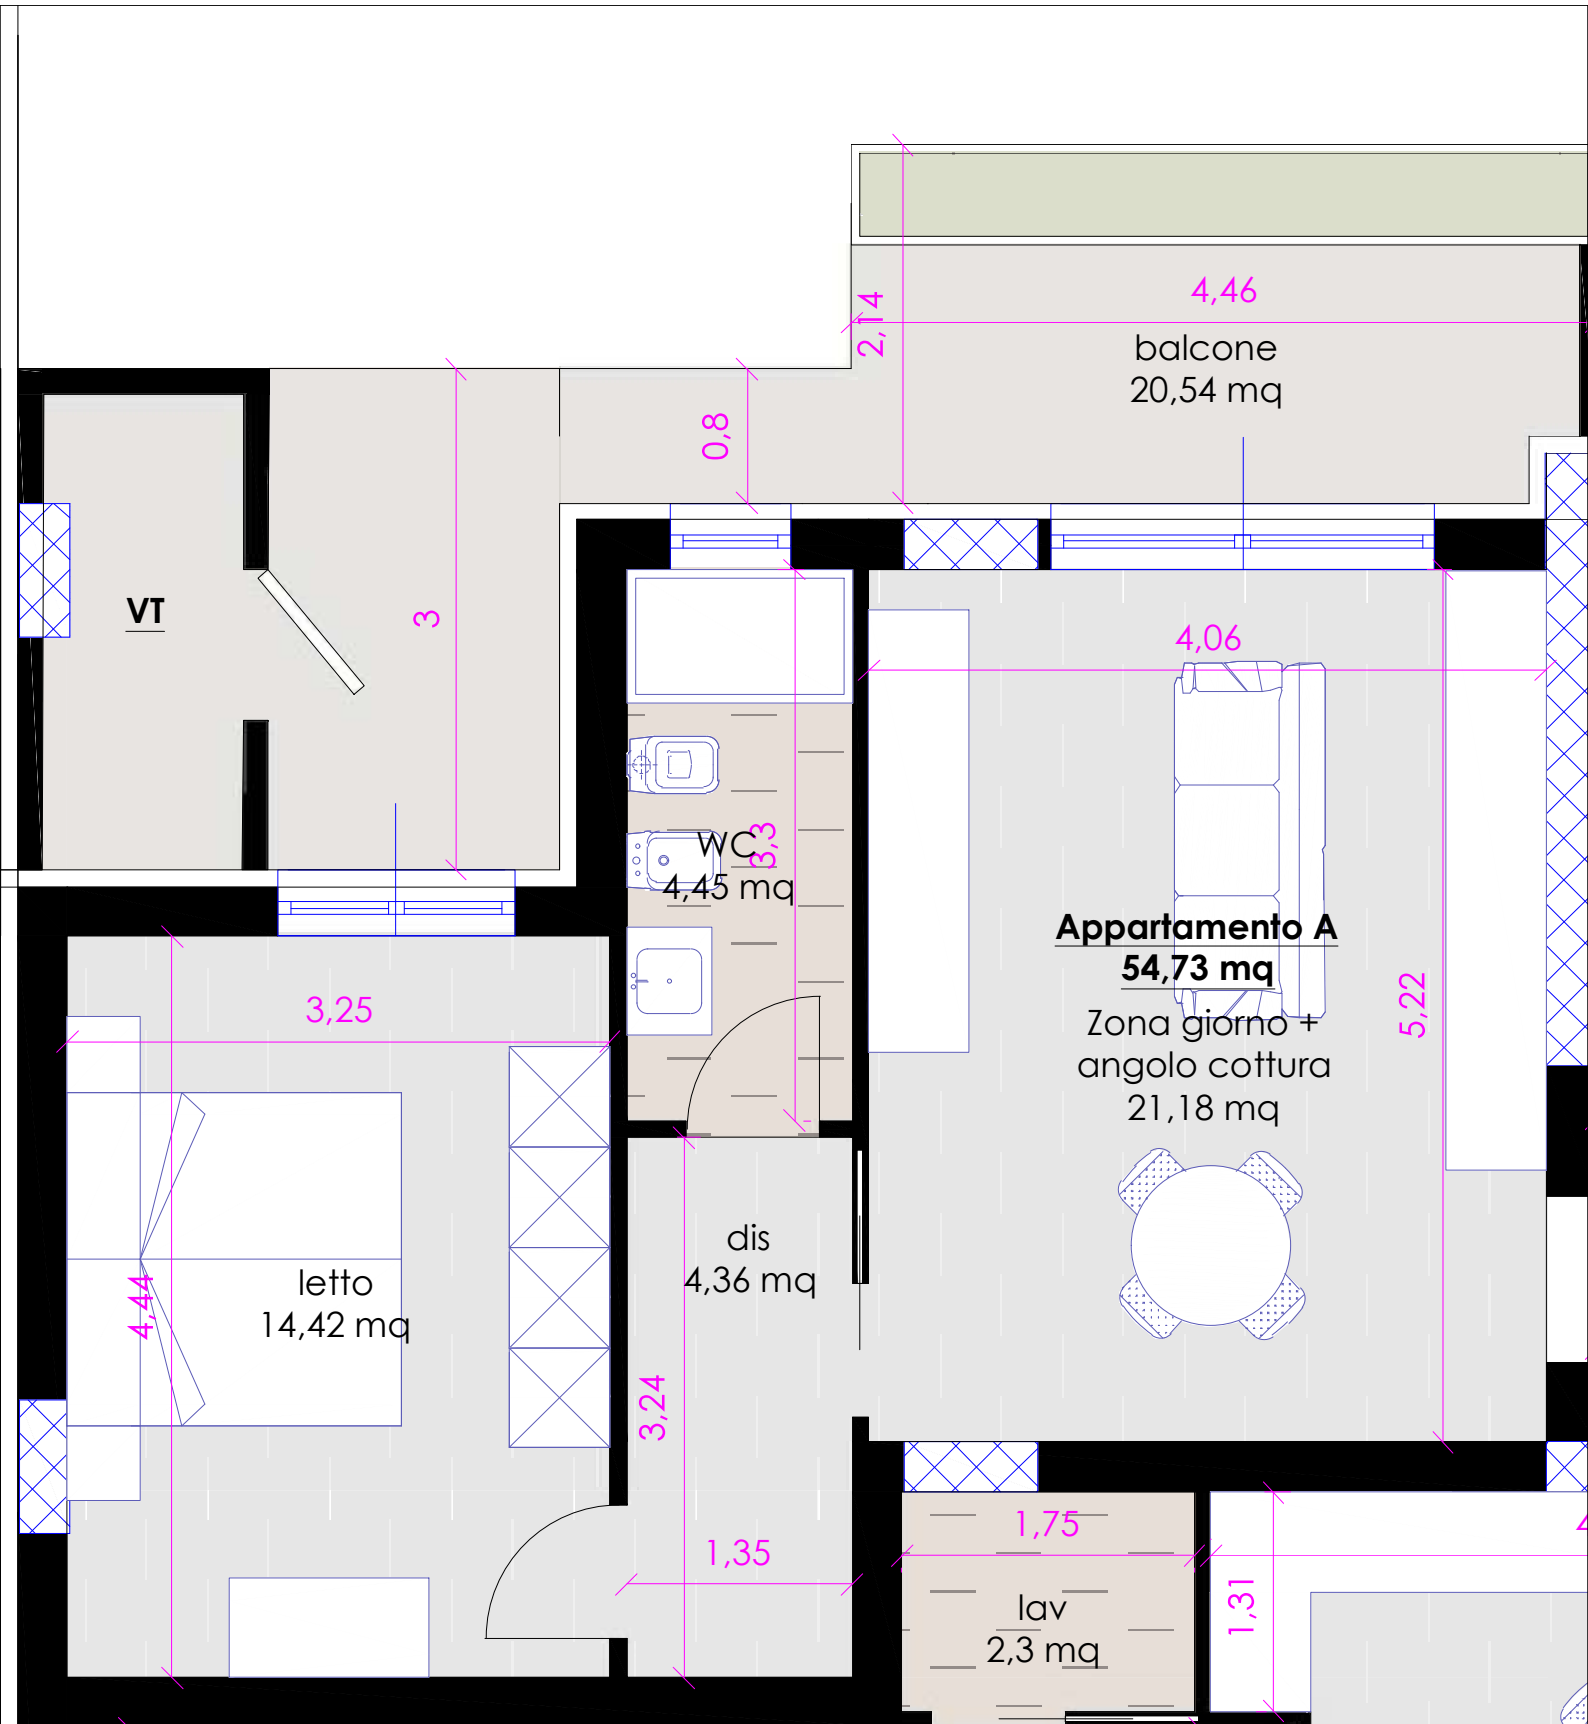 4,46
2,14
balcone
20,54 mq
0,8
VT
3
4,06
WC
3,3
4,45 mq
Appartamento A
54,73 mq
Zona giorno +
angolo cottura
21,18 mq
5,22
3,25
dis
4,36 mq
letto
14,42 mq
4,44
3,24
1,35
1,75
1,31
lav
2,3 mq